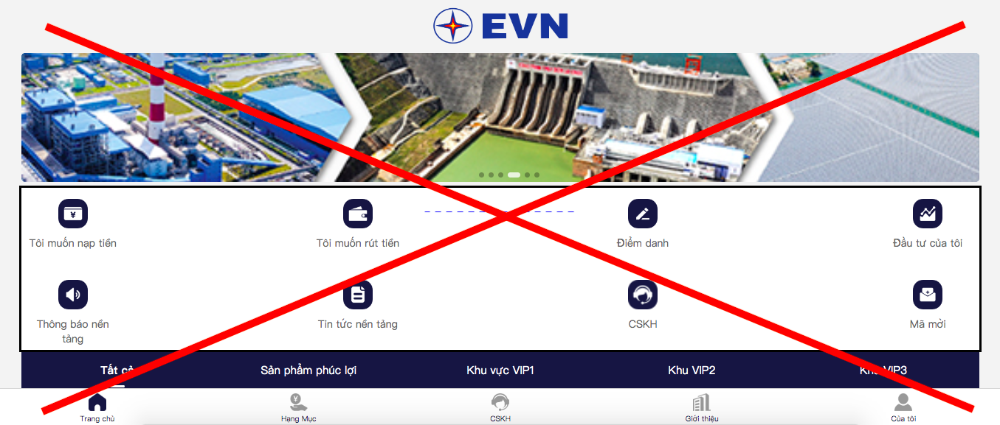 EVN
Tôi muốn nạp tiền
Tôi muốn rút tiền
Điểm danh
Đầu tư của tôi
Thông báo nền
tảng
Tin tức nền tảng
CSKH
Mã mời
Tất cả
Sản phẩm phúc lợi
Khu vực VIP1
Khu VIP2
Khu VIP3
Trang chủ
Hạng Mục
CSKH
Giới thiệu
Của tôi